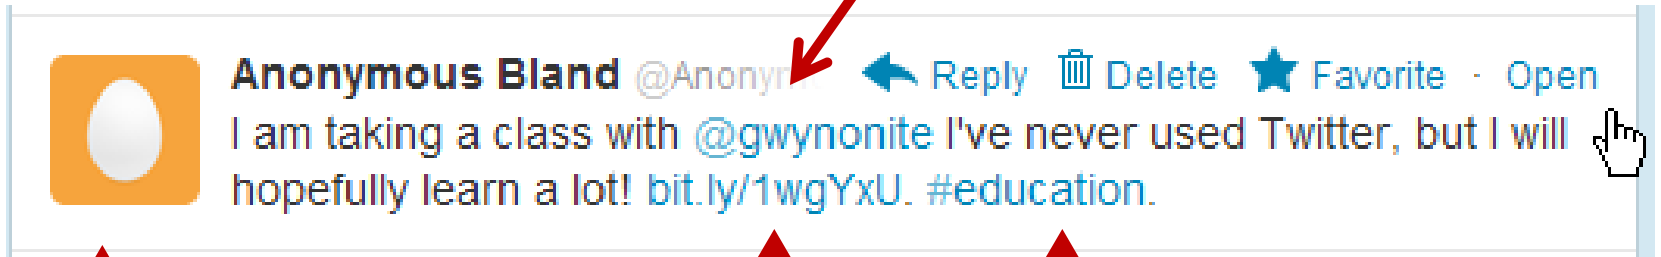 Anonymous Bland @Anonym Reply Delete Favorite · Open
I am taking a class with @gwynonite I've never used Twitter, but I will
hopefully learn a lot! bit.ly/1wgYxU. #education.